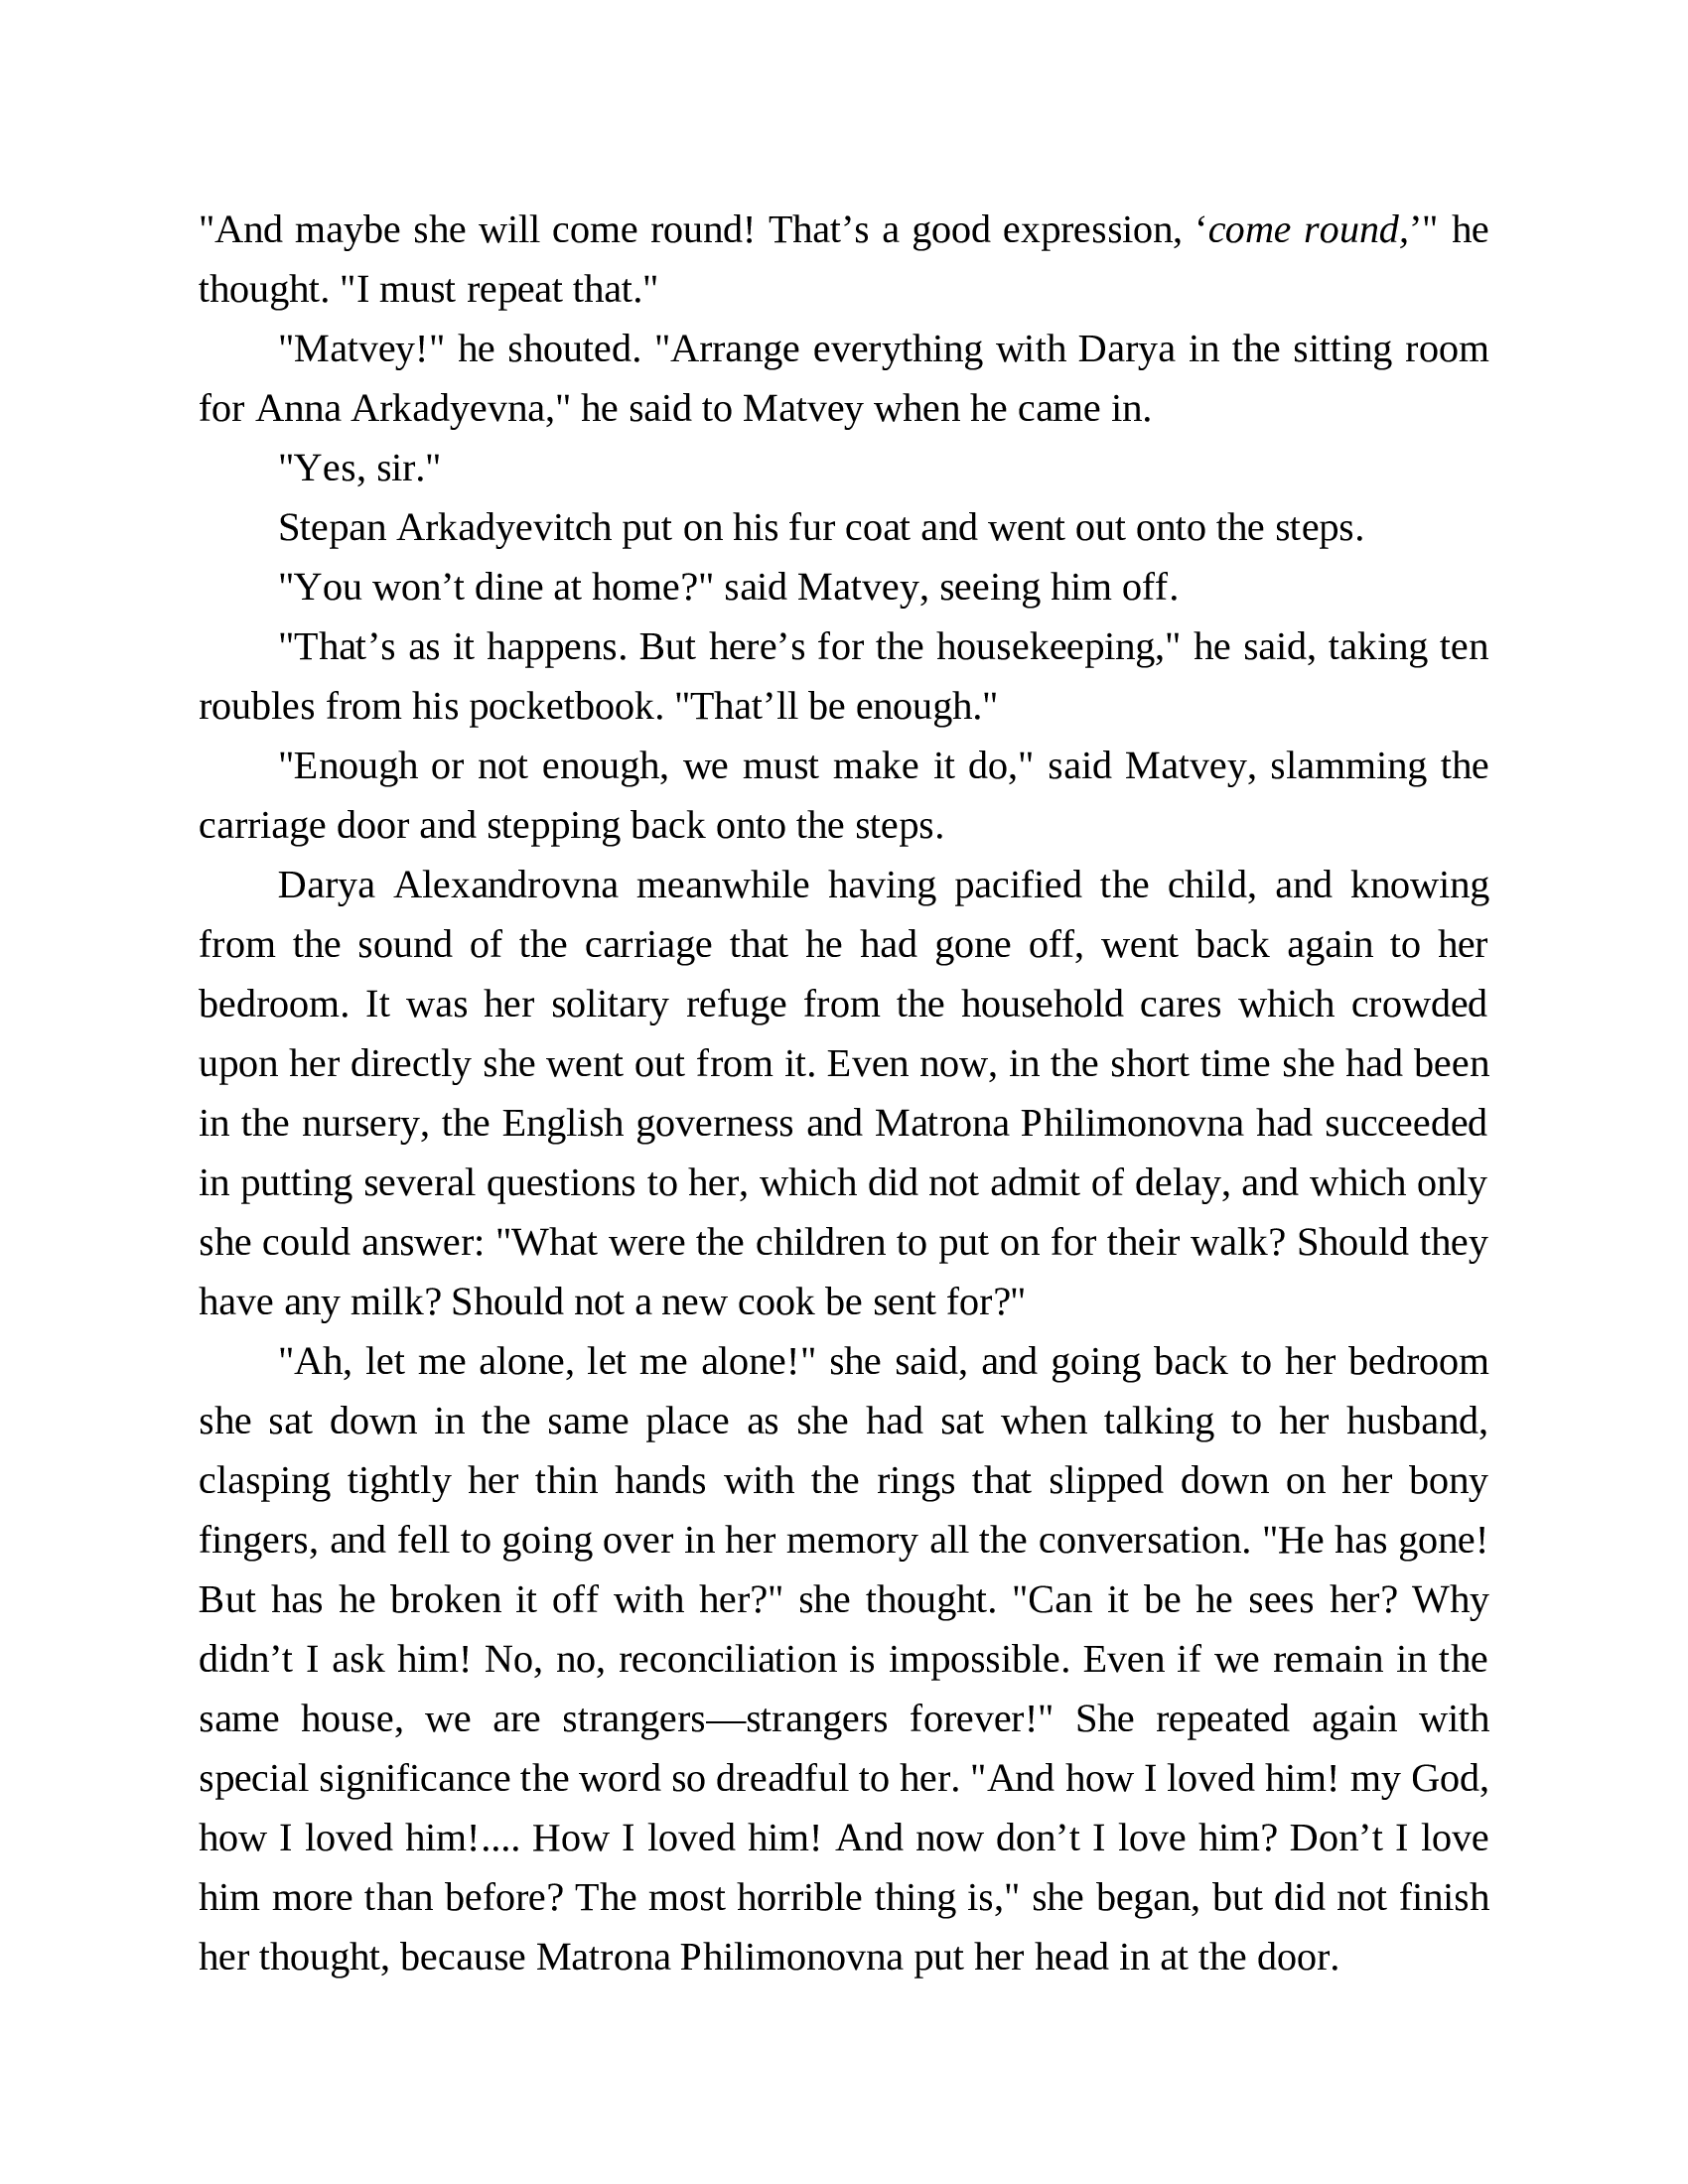 "And maybe she will come round! That’s a good expression, ‘come round,’" he
thought. "I must repeat that."
"Matvey!" he shouted. "Arrange everything with Darya in the sitting room
for Anna Arkadyevna," he said to Matvey when he came in.
"Yes, sir."
Stepan Arkadyevitch put on his fur coat and went out onto the steps.
"You won’t dine at home?" said Matvey, seeing him off.
"That’s as it happens. But here’s for the housekeeping," he said, taking ten
roubles from his pocketbook. "That’ll be enough."
"Enough or not enough, we must make it do," said Matvey, slamming the
carriage door and stepping back onto the steps.
Darya Alexandrovna meanwhile having pacified the child, and knowing
from the sound of the carriage that he had gone off, went back again to her
bedroom. It was her solitary refuge from the household cares which crowded
upon her directly she went out from it. Even now, in the short time she had been
in the nursery, the English governess and Matrona Philimonovna had succeeded
in putting several questions to her, which did not admit of delay, and which only
she could answer: "What were the children to put on for their walk? Should they
have any milk? Should not a new cook be sent for?"
"Ah, let me alone, let me alone!" she said, and going back to her bedroom
she sat down in the same place as she had sat when talking to her husband,
clasping tightly her thin hands with the rings that slipped down on her bony
fingers, and fell to going over in her memory all the conversation. "He has gone!
But has he broken it off with her?" she thought. "Can it be he sees her? Why
didn’t I ask him! No, no, reconciliation is impossible. Even if we remain in the
same house, we are strangers—strangers forever!" She repeated again with
special significance the word so dreadful to her. "And how I loved him! my God,
how I loved him!.... How I loved him! And now don’t I love him? Don’t I love
him more than before? The most horrible thing is," she began, but did not finish
her thought, because Matrona Philimonovna put her head in at the door.